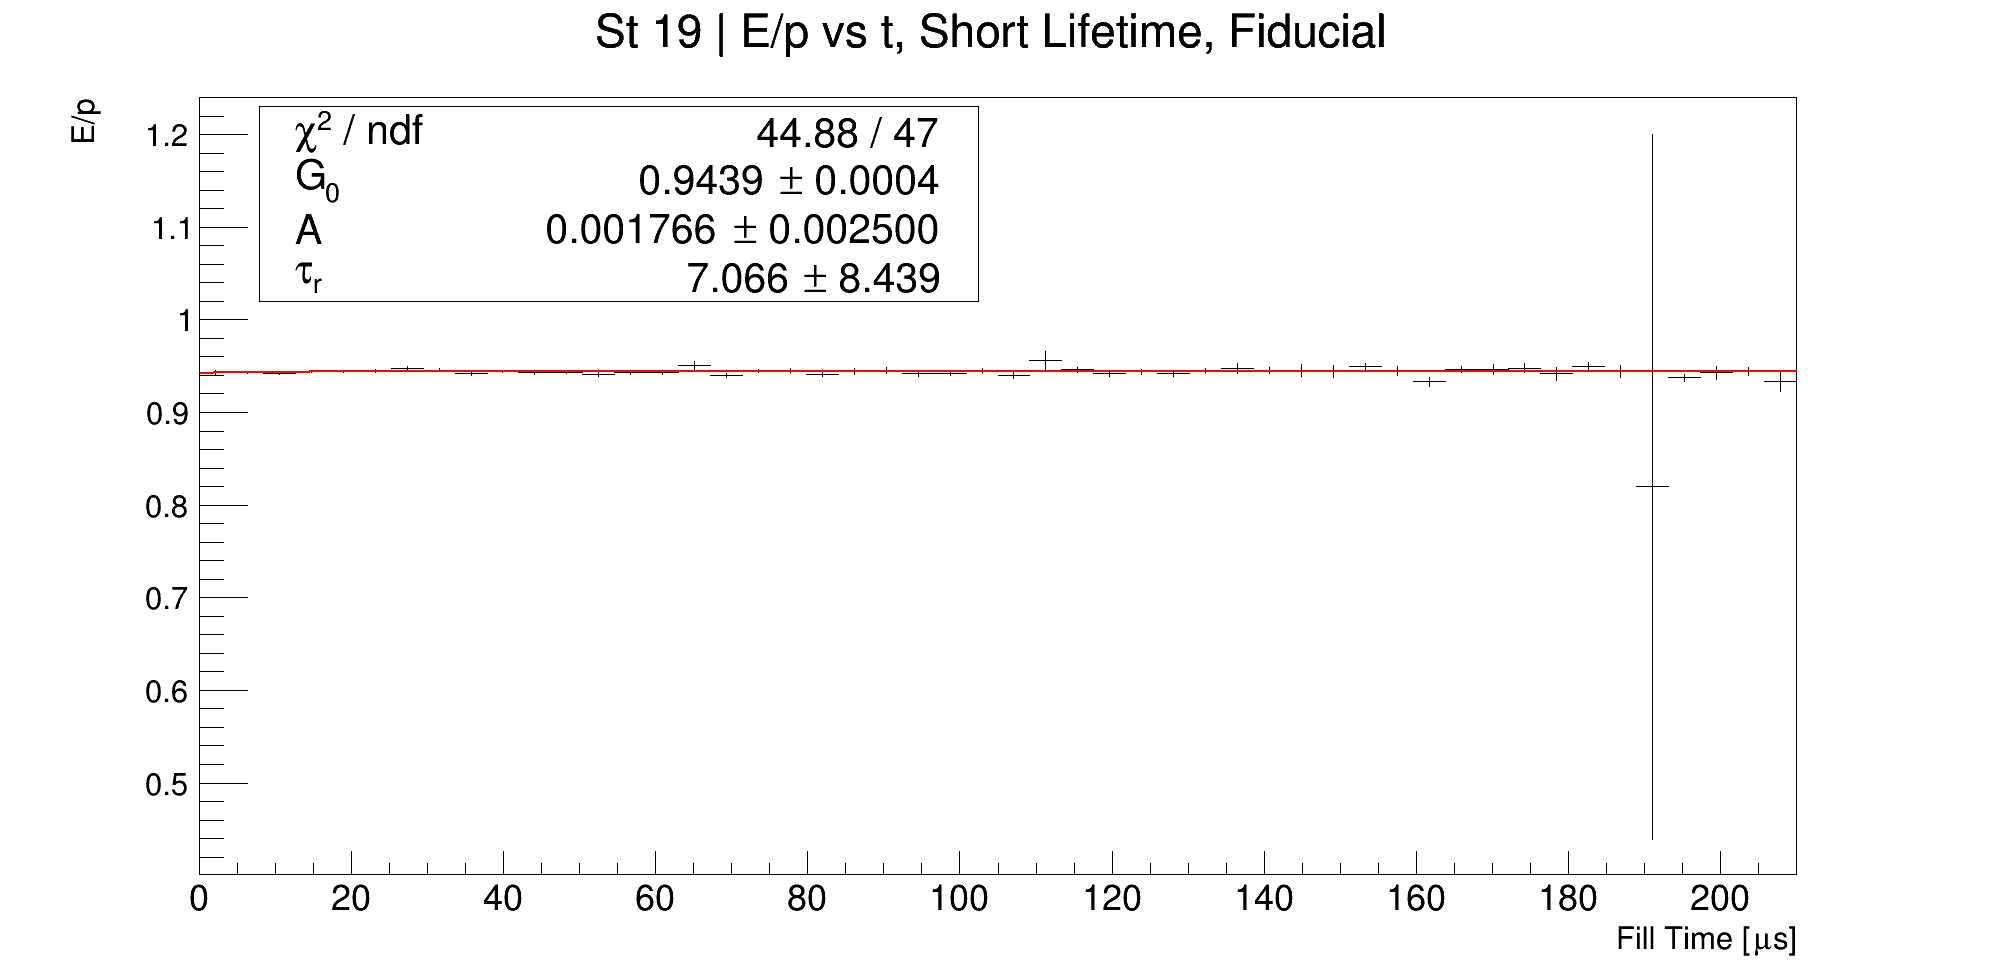 St 19 | E/p vs t, Short Lifetime, Fiducial
E/p
χ² / ndf 44.88 / 47
G₀ 0.9439 ± 0.0004
A 0.001766 ± 0.002500
τᵣ 7.066 ± 8.439
1.2
1.1
1
0.9
0.8
0.7
0.6
0.5
0 20 40 60 80 100 120 140 160 180 200
Fill Time [μs]